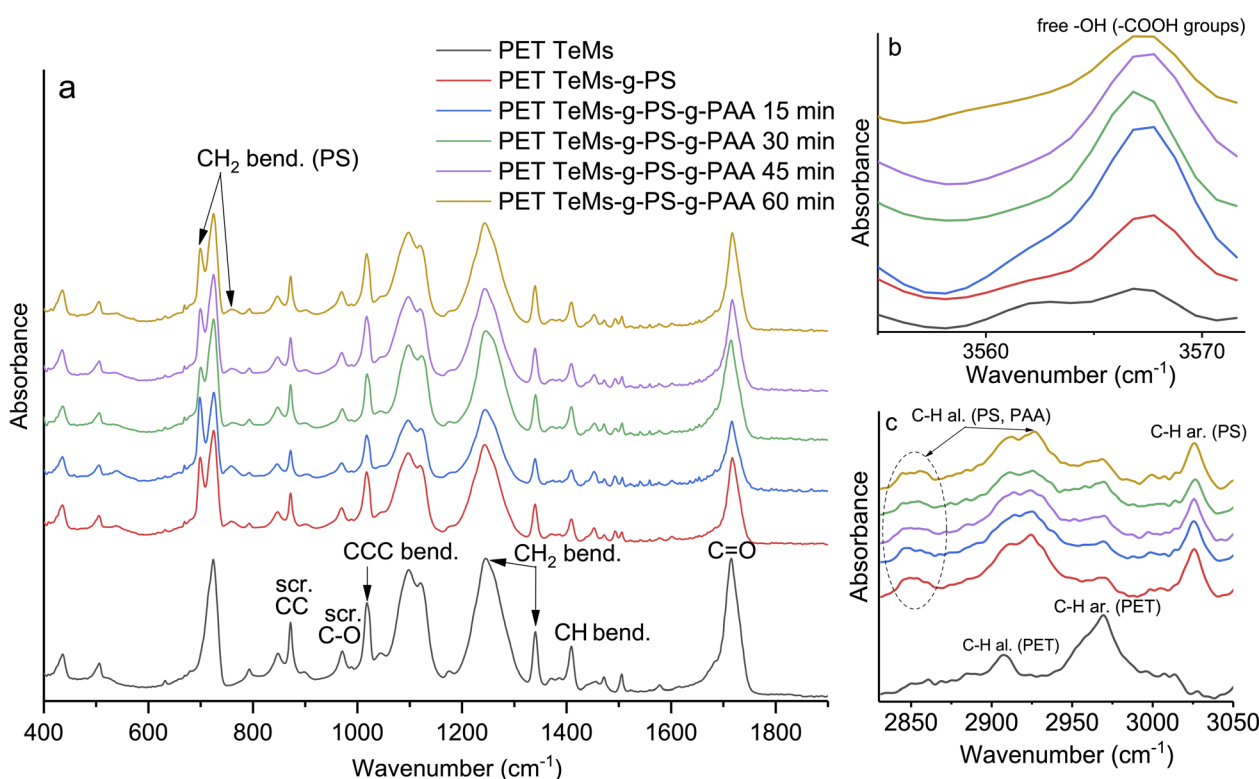 a
PET TeMs
PET TeMs-g-PS
PET TeMs-g-PS-g-PAA 15 min
PET TeMs-g-PS-g-PAA 30 min
PET TeMs-g-PS-g-PAA 45 min
PET TeMs-g-PS-g-PAA 60 min
CH₂ bend. (PS)
scr.
CC
scr.
C-O
CCC bend.
CH₂ bend.
CH bend.
C=O
Absorbance
400 600 800 1000 1200 1400 1600 1800
Wavenumber (cm⁻¹)
b
free -OH (-COOH groups)
Absorbance
3560 3570
Wavenumber (cm⁻¹)
c
C-H al. (PS, PAA)
C-H ar. (PS)
C-H ar. (PET)
C-H al. (PET)
Absorbance
2850 2900 2950 3000 3050
Wavenumber (cm⁻¹)